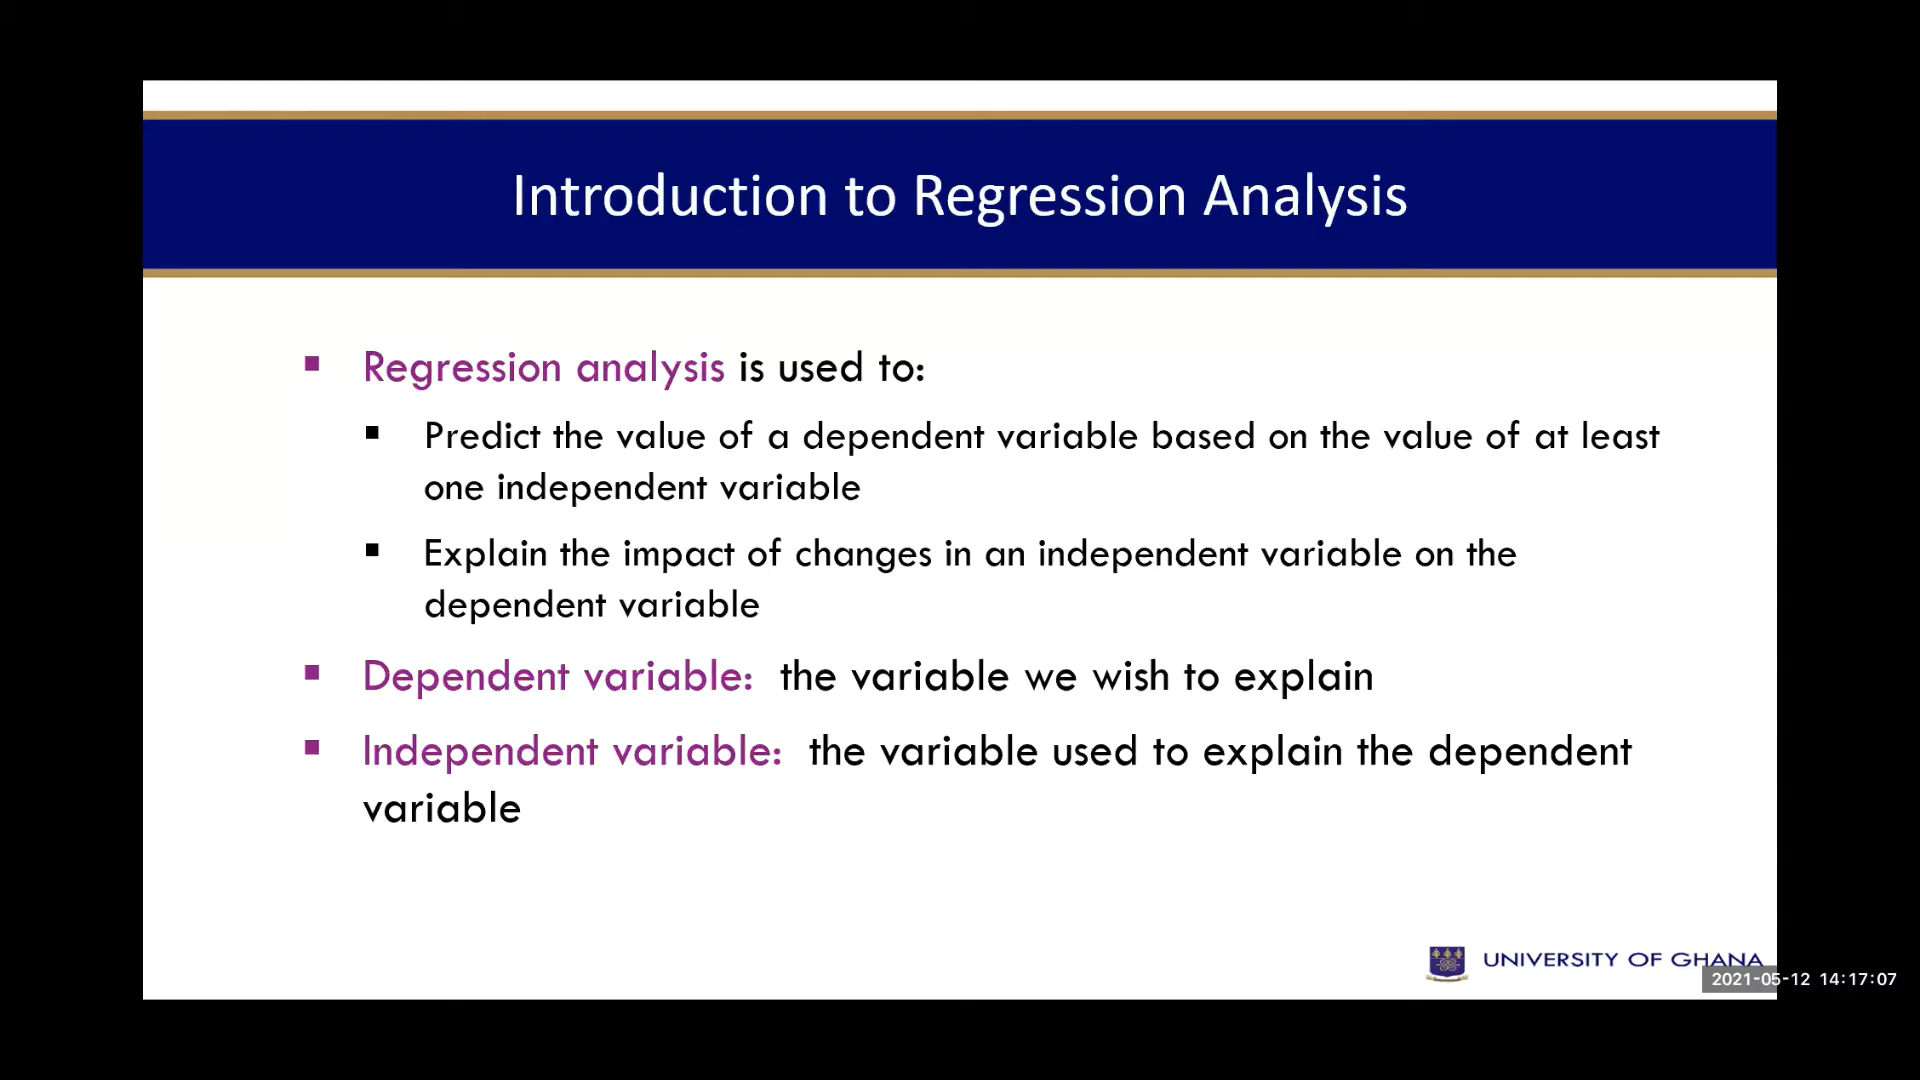 Introduction to Regression Analysis
Regression analysis is used to:
Predict the value of a dependent variable based on the value of at least
one independent variable
Explain the impact of changes in an independent variable on the
dependent variable
Dependent variable: the variable we wish to explain
Independent variable: the variable used to explain the dependent
variable
UNIVERSITY OF GHANA
2021-05-12 14:17:07